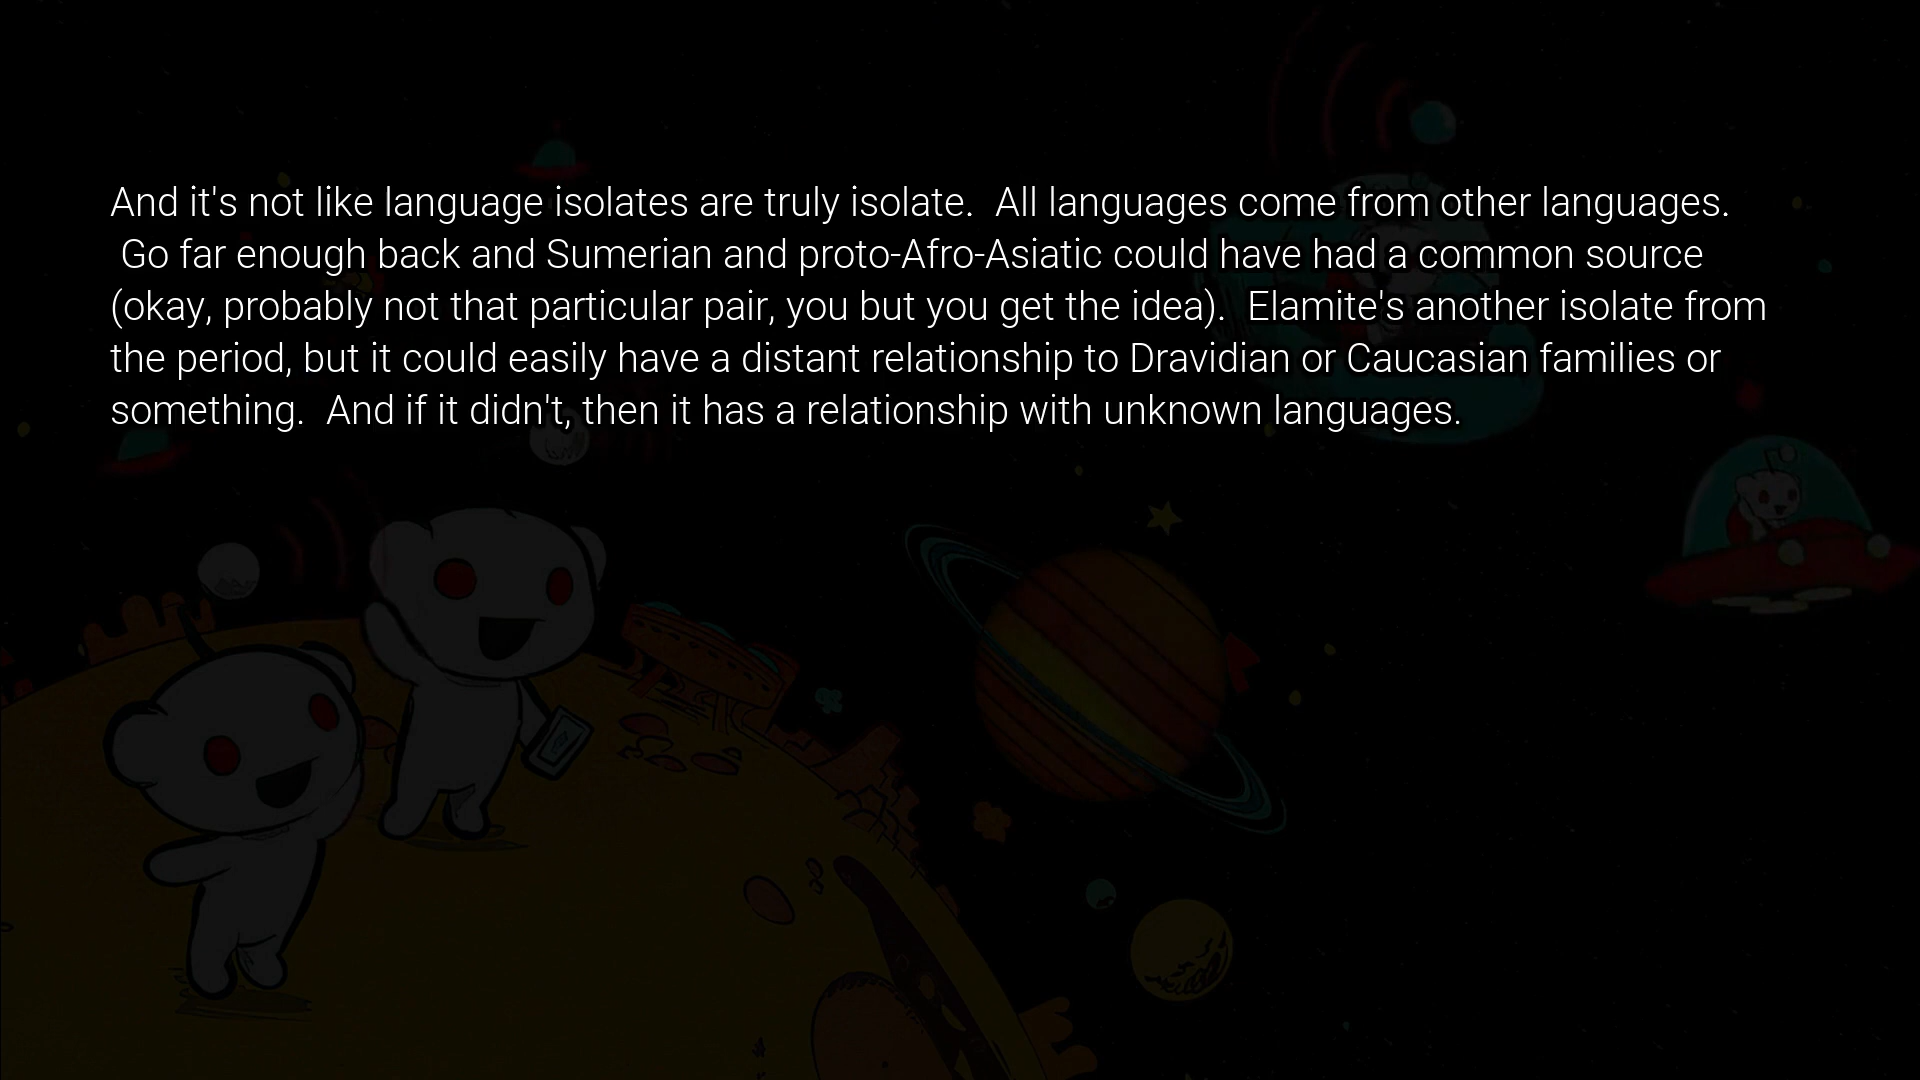 And it's not like language isolates are truly isolate.  All languages come from other languages.
Go far enough back and Sumerian and proto-Afro-Asiatic could have had a common source
(okay, probably not that particular pair, you but you get the idea).  Elamite's another isolate from
the period, but it could easily have a distant relationship to Dravidian or Caucasian families or
something.  And if it didn't, then it has a relationship with unknown languages.